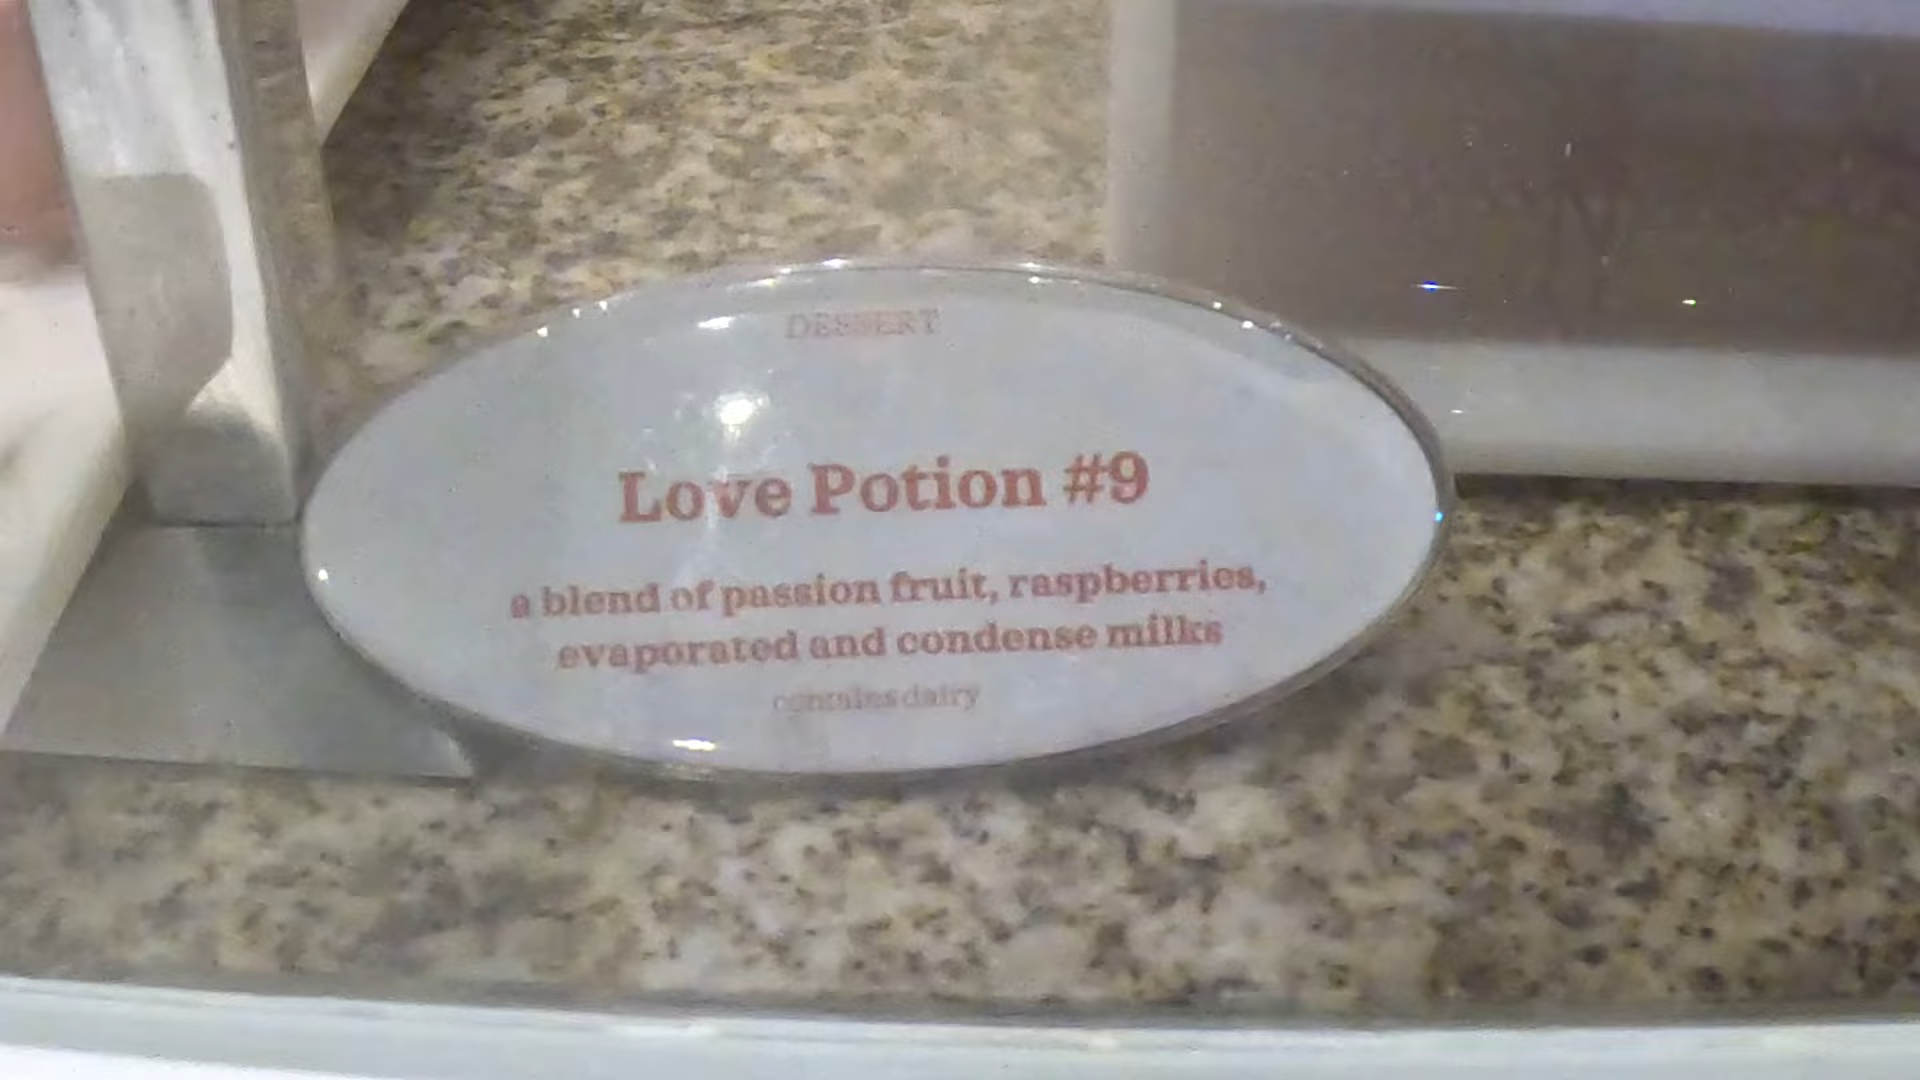 DESSERT
Love Potion #9
a blend of passion fruit, raspberries,
evaporated and condense milks
contains dairy